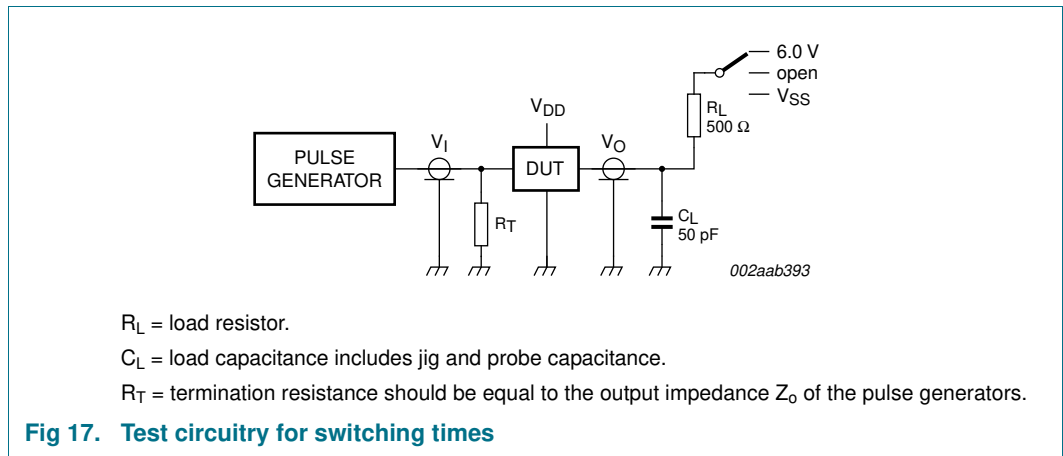 6.0 V
open
VSS
RL
500 Ω
VDD
VI
VO
PULSE
GENERATOR
DUT
RT
CL
50 pF
002aab393
RL = load resistor.
CL = load capacitance includes jig and probe capacitance.
RT = termination resistance should be equal to the output impedance Zo of the pulse generators.
Fig 17. Test circuitry for switching times